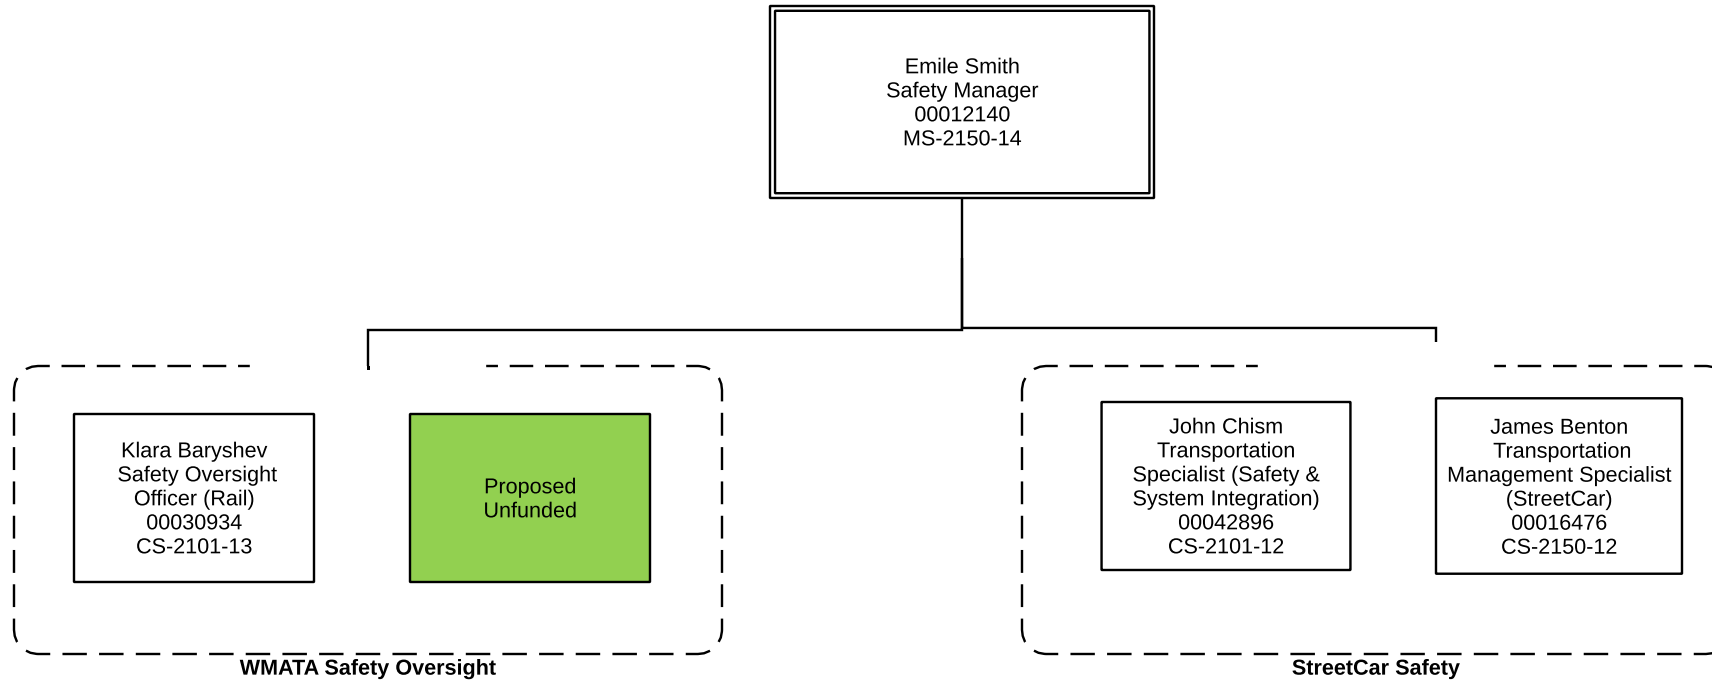 Emile Smith
Safety Manager
00012140
MS-2150-14
Klara Baryshev
Safety Oversight
Officer (Rail)
00030934
CS-2101-13
Proposed
Unfunded
WMATA Safety Oversight
John Chism
Transportation
Specialist (Safety &
System Integration)
00042896
CS-2101-12
James Benton
Transportation
Management Specialist
(StreetCar)
00016476
CS-2150-12
StreetCar Safety